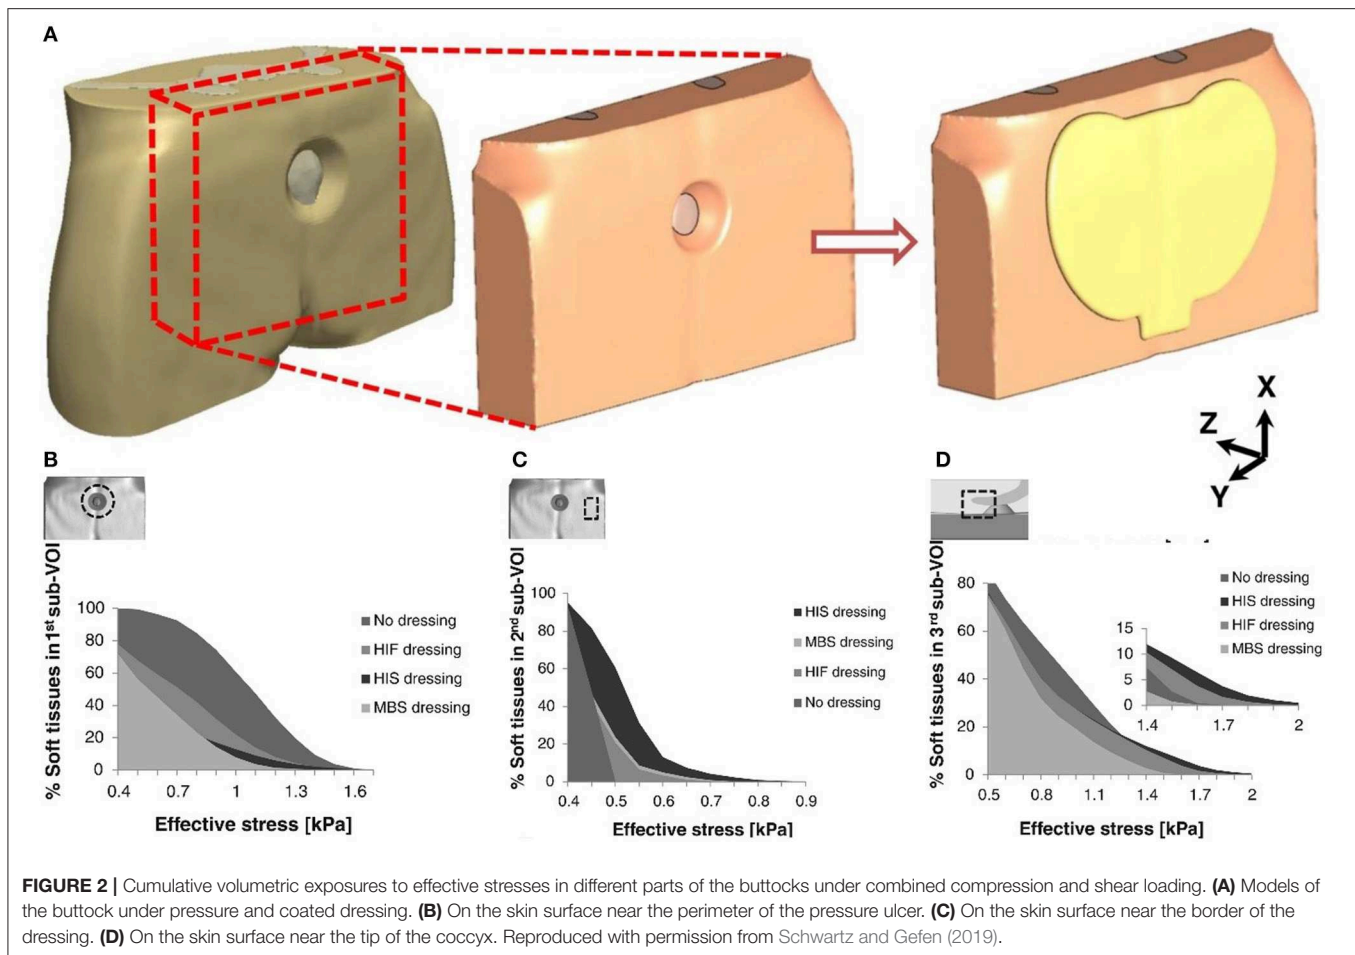 A
X
Z
Y
B
C
D
% Soft tissues in 1st sub-VOI
100
80
60
40
20
0
0.4
0.7
1
1.3
1.6
Effective stress [kPa]
No dressing
HIF dressing
HIS dressing
MBS dressing
% Soft tissues in 2nd sub-VOI
100
80
60
40
20
0
0.4
0.5
0.6
0.7
0.8
0.9
Effective stress [kPa]
HIS dressing
MBS dressing
HIF dressing
No dressing
% Soft tissues in 3rd sub-VOI
80
60
40
20
0
0.5
0.8
1.1
1.4
1.7
2
Effective stress [kPa]
No dressing
HIS dressing
HIF dressing
MBS dressing
15
10
5
0
1.4
1.7
2
FIGURE 2 | Cumulative volumetric exposures to effective stresses in different parts of the buttocks under combined compression and shear loading. (A) Models of
the buttock under pressure and coated dressing. (B) On the skin surface near the perimeter of the pressure ulcer. (C) On the skin surface near the border of the
dressing. (D) On the skin surface near the tip of the coccyx. Reproduced with permission from Schwartz and Gefen (2019).